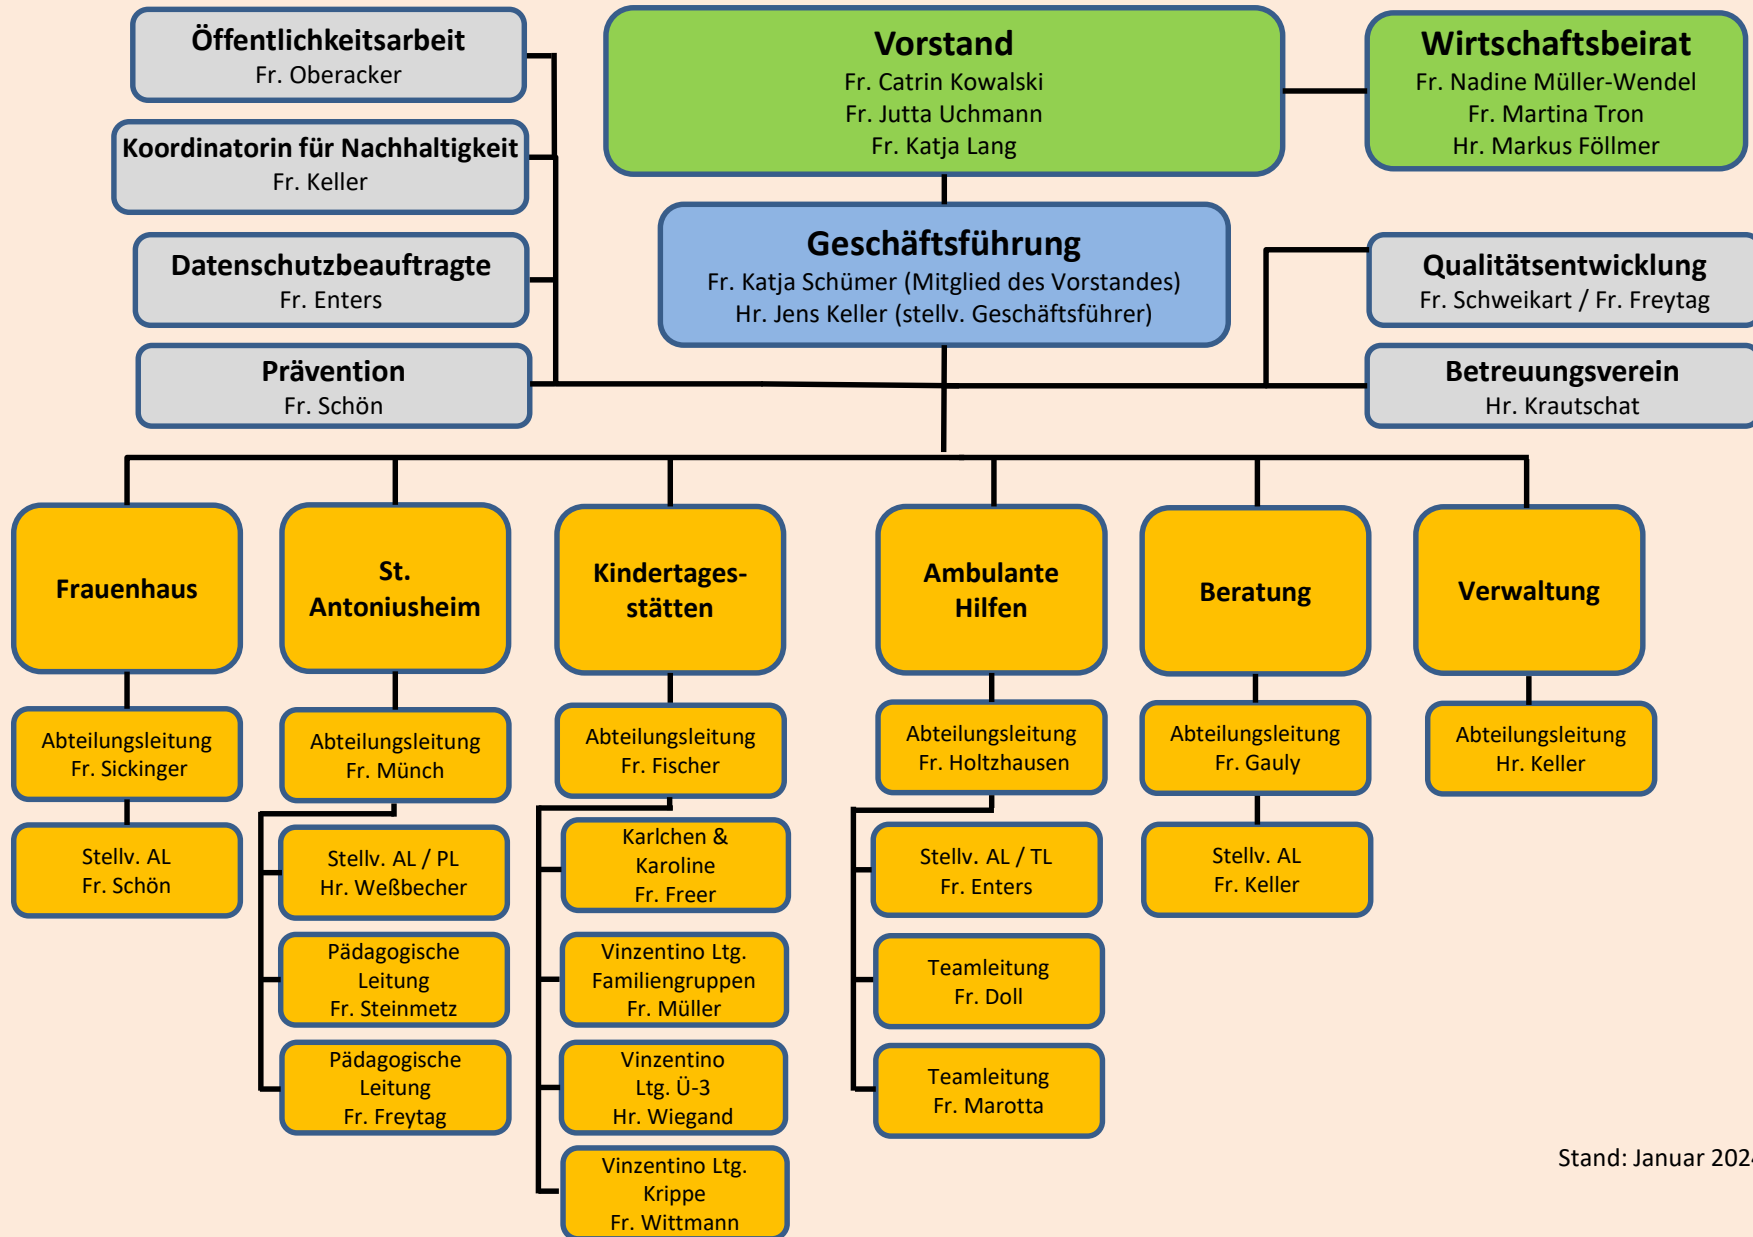 Öffentlichkeitsarbeit
Fr. Oberacker
Koordinatorin für Nachhaltigkeit
Fr. Keller
Datenschutzbeauftragte
Fr. Enters
Prävention
Fr. Schön
Vorstand
Fr. Catrin Kowalski
Fr. Jutta Uchmann
Fr. Katja Lang
Wirtschaftsbeirat
Fr. Nadine Müller-Wendel
Fr. Martina Tron
Hr. Markus Föllmer
Geschäftsführung
Fr. Katja Schümer (Mitglied des Vorstandes)
Hr. Jens Keller (stellv. Geschäftsführer)
Qualitätsentwicklung
Fr. Schweikart / Fr. Freytag
Betreuungsverein
Hr. Krautschat
Frauenhaus
Abteilungsleitung
Fr. Sickinger
Stellv. AL
Fr. Schön
St.
Antoniusheim
Abteilungsleitung
Fr. Münch
Stellv. AL / PL
Hr. Weßbecher
Pädagogische
Leitung
Fr. Steinmetz
Pädagogische
Leitung
Fr. Freytag
Kindertages-
stätten
Abteilungsleitung
Fr. Fischer
Karlchen &
Karoline
Fr. Freer
Vinzentino Ltg.
Familiengruppen
Fr. Müller
Vinzentino
Ltg. Ü-3
Hr. Wiegand
Vinzentino Ltg.
Krippe
Fr. Wittmann
Ambulante
Hilfen
Abteilungsleitung
Fr. Holtzhausen
Stellv. AL / TL
Fr. Enters
Teamleitung
Fr. Doll
Teamleitung
Fr. Marotta
Beratung
Abteilungsleitung
Fr. Gauly
Stellv. AL
Fr. Keller
Verwaltung
Abteilungsleitung
Hr. Keller
Stand: Januar 2024